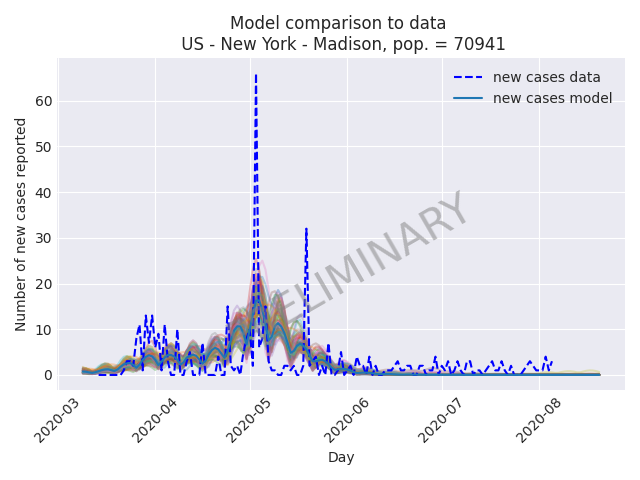 Model comparison to data
US - New York - Madison, pop. = 70941
new cases data
new cases model
Number of new cases reported
60
50
40
30
20
10
0
ELIMINARY
2020-03
2020-04
2020-05
2020-06
2020-07
2020-08
Day